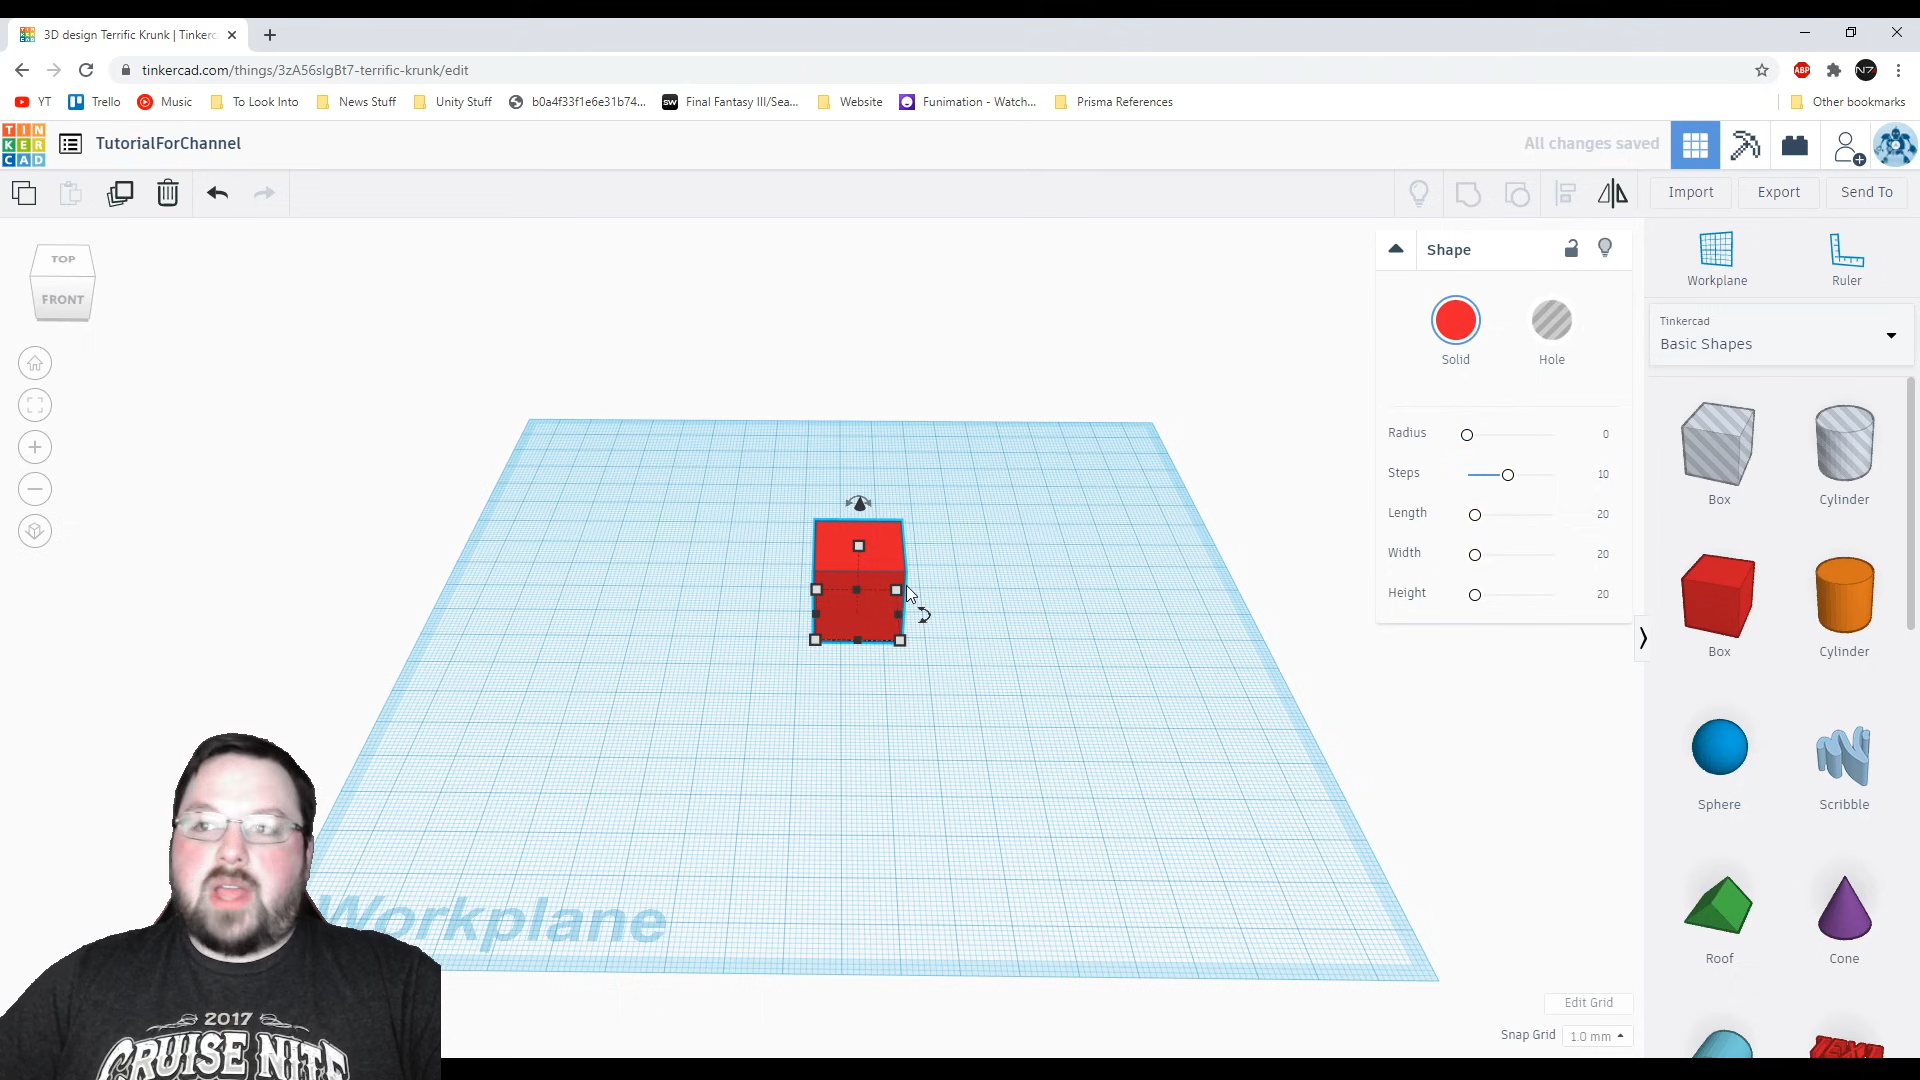 3D design Terrific Krunk | Tinkerc
tinkercad.com/things/3zA56slgBt7-terrific-krunk/edit
ABP
N7
YT
Trello
Music
To Look Into
News Stuff
Unity Stuff
b0a4f33f1e6e31b74...
SW
Final Fantasy III/Sea...
Website
Funimation - Watch...
Prisma References
Other bookmarks
TIN
KER
CAD
TutorialForChannel
All changes saved
Import
Export
Send To
TOP
FRONT
Shape
Solid
Hole
Radius 0
Steps 10
Length 20
Width 20
Height 20
Workplane
Ruler
Tinkercad
Basic Shapes
Box
Cylinder
Box
Cylinder
Sphere
Scribble
Roof
Cone
TEXT
Workplane
Edit Grid
Snap Grid 1.0 mm
2017
CRUISE NITE